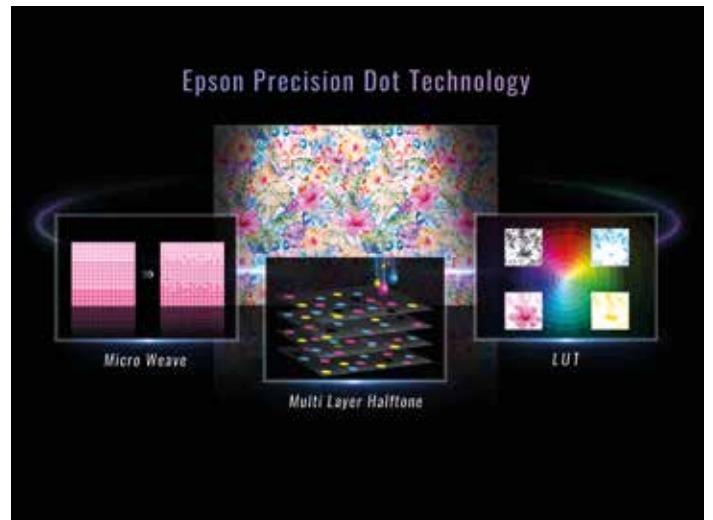 Epson Precision Dot Technology
Micro Weave
Multi Layer Halftone
LUT